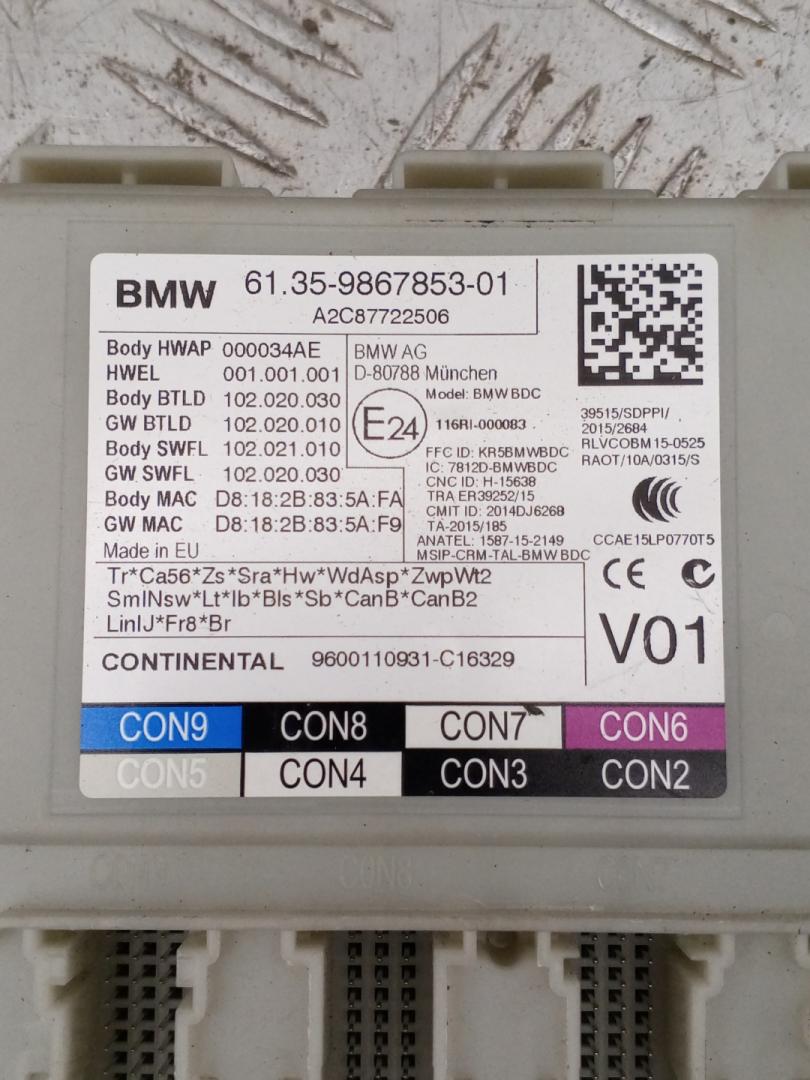 BMW 61.35-9867853-01
A2C87722506
Body HWAP 000034AE
HWEL 001.001.001
Body BTLD 102.020.030
GW BTLD 102.020.010
Body SWFL 102.021.010
GW SWFL 102.020.030
Body MAC D8:18:2B:83:5A:FA
GW MAC D8:18:2B:83:5A:F9
Made in EU
BMW AG
D-80788 München
Model: BMW BDC
E24
116RI-000083
FFC ID: KR5BMWBDC
IC: 7812D-BMWBDC
CNC ID: H-15638
TRA ER39252/15
CMIT ID: 2014DJ6268
TA-2015/185
ANATEL: 1587-15-2149
MSIP-CRM-TAL-BMW BDC
39515/SDPPI/
2015/2684
RLVCOBM15-0525
RAOT/10A/0315/S
CCAE15LP0770T5
CE
Tr*Ca56*Zs*Sra*Hw*WdAsp*ZwpWt2
SmINsw*Lt*Ib*Bls*Sb*CanB*CanB2
LinIJ*Fr8*Br
V01
CONTINENTAL 9600110931-C16329
CON9 CON8 CON7 CON6
CON5 CON4 CON3 CON2
CON8